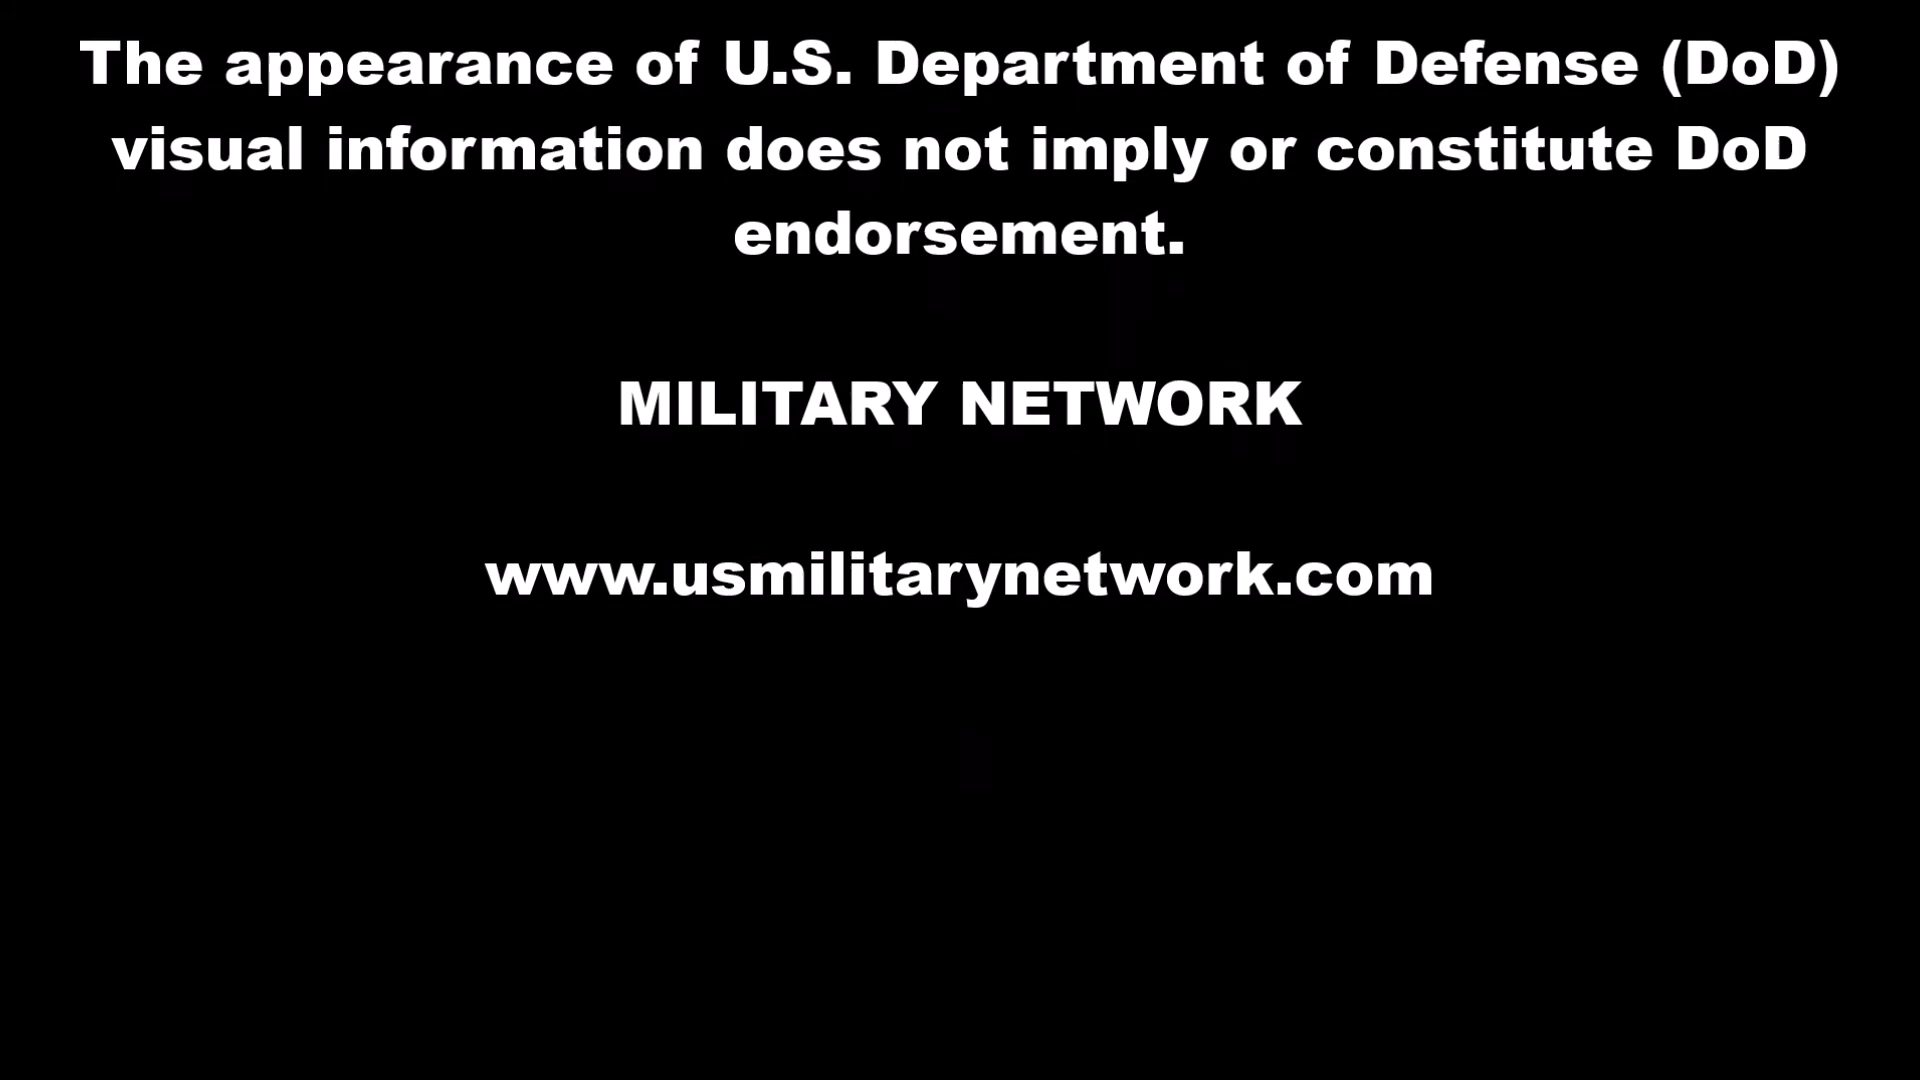 The appearance of U.S. Department of Defense (DoD)
visual information does not imply or constitute DoD
endorsement.
MILITARY NETWORK
www.usmilitarynetwork.com